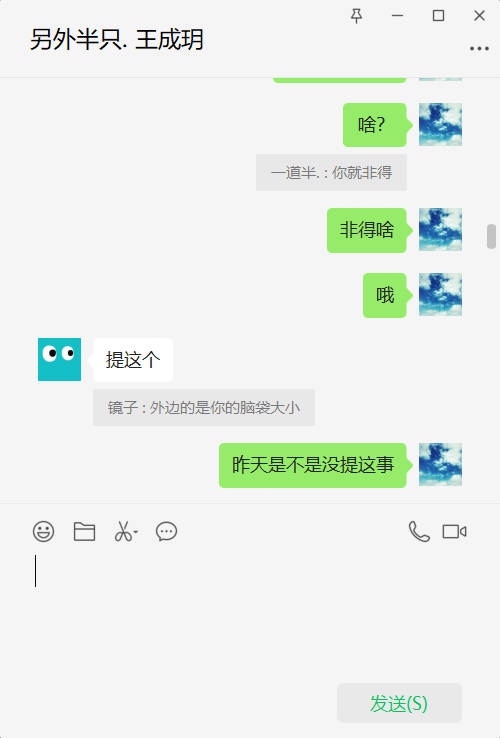 另外半只. 王成玥
啥?
一道半. : 你就非得
非得啥
哦
提这个
镜子 : 外边的是你的脑袋大小
昨天是不是没提这事
发送(S)